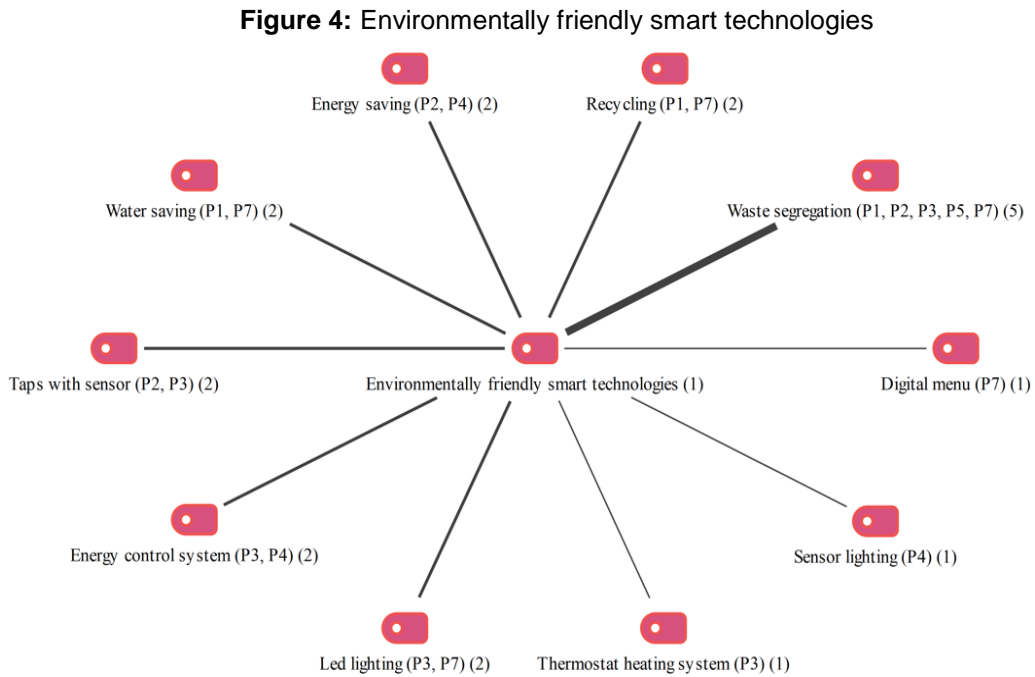 Figure 4: Environmentally friendly smart technologies
Energy saving (P2, P4) (2)
Recycling (P1, P7) (2)
Water saving (P1, P7) (2)
Waste segregation (P1, P2, P3, P5, P7) (5)
Taps with sensor (P2, P3) (2)
Environmentally friendly smart technologies (1)
Digital menu (P7) (1)
Energy control system (P3, P4) (2)
Sensor lighting (P4) (1)
Led lighting (P3, P7) (2)
Thermostat heating system (P3) (1)